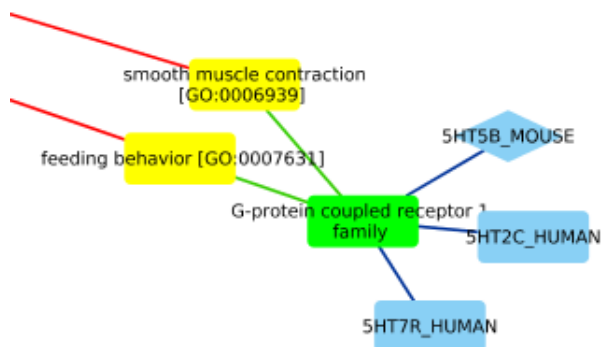 smooth muscle contraction
[GO:0006939]
5HT5B_MOUSE
feeding behavior [GO:0007631]
G-protein coupled receptor 1
family
5HT2C_HUMAN
5HT7R_HUMAN